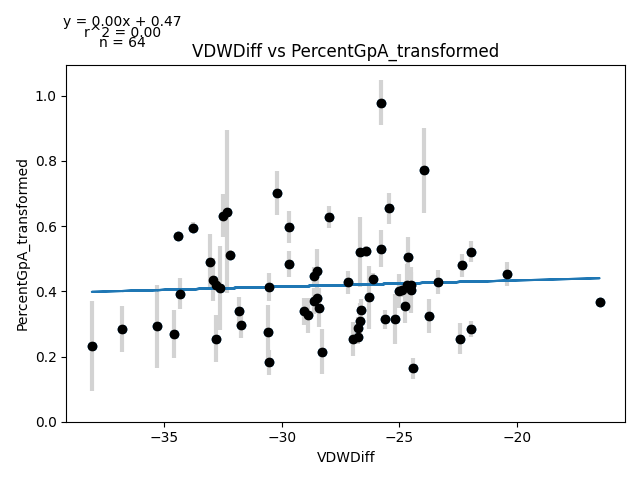 y = 0.00x + 0.47
r^2 = 0.00
n = 64
VDWDiff vs PercentGpA_transformed
1.0
0.8
0.6
0.4
0.2
0.0
PercentGpA_transformed
−35
−30
−25
−20
VDWDiff